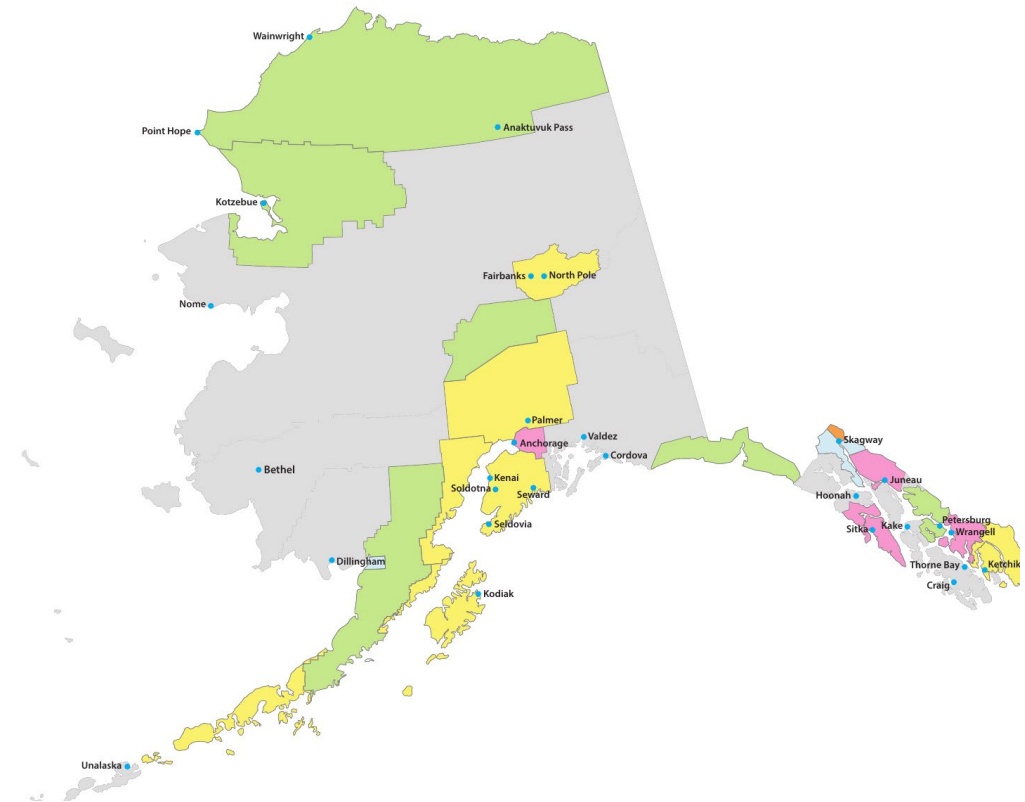 Wainwright
Point Hope
Anaktuvuk Pass
Kotzebue
Fairbanks
North Pole
Nome
Palmer
Anchorage
Valdez
Cordova
Skagway
Bethel
Kenai
Soldotna
Seward
Juneau
Hoonah
Seldovia
Sitka
Kake
Petersburg
Wrangell
Dillingham
Thorne Bay
Ketchik
Craig
Kodiak
Unalaska